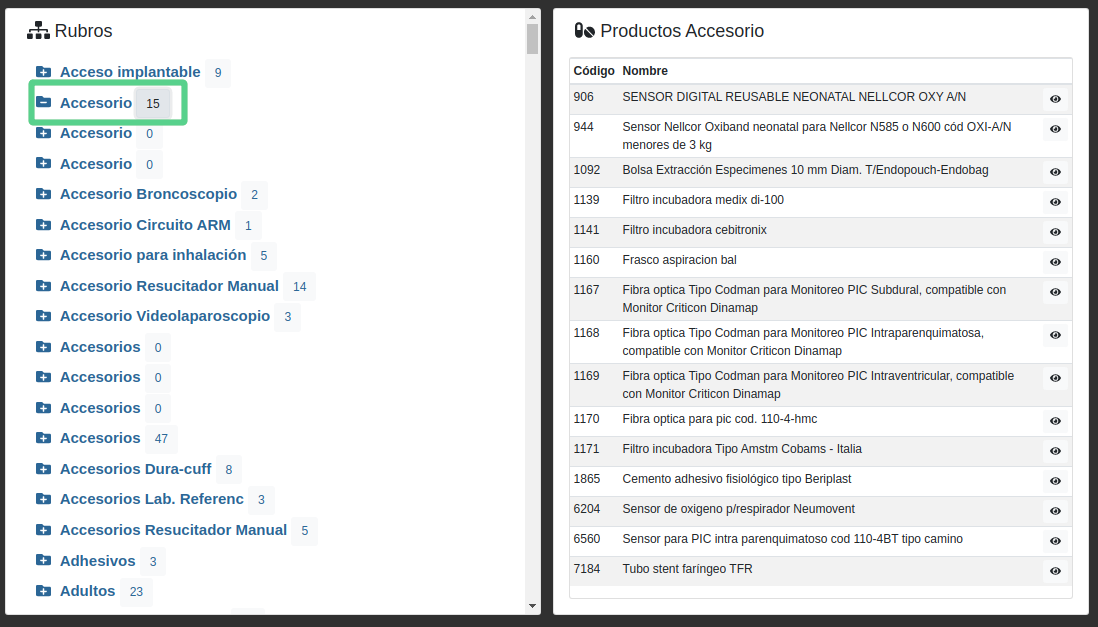 Rubros
Acceso implantable 9
Accesorio 15
Accesorio 0
Accesorio 0
Accesorio Broncoscopio 2
Accesorio Circuito ARM 1
Accesorio para inhalación 5
Accesorio Resucitador Manual 14
Accesorio Videolaparoscopio 3
Accesorios 0
Accesorios 0
Accesorios 0
Accesorios 47
Accesorios Dura-cuff 8
Accesorios Lab. Referenc 3
Accesorios Resucitador Manual 5
Adhesivos 3
Adultos 23
Productos Accesorio
Código Nombre
906 SENSOR DIGITAL REUSABLE NEONATAL NELLCOR OXY A/N
944 Sensor Nellcor Oxiband neonatal para Nellcor N585 o N600 cód OXI-A/N
menores de 3 kg
1092 Bolsa Extracción Especimenes 10 mm Diam. T/Endopouch-Endobag
1139 Filtro incubadora medix di-100
1141 Filtro incubadora cebitronix
1160 Frasco aspiracion bal
1167 Fibra optica Tipo Codman para Monitoreo PIC Subdural, compatible con
Monitor Criticon Dinamap
1168 Fibra optica Tipo Codman para Monitoreo PIC Intraparenquimatosa,
compatible con Monitor Criticon Dinamap
1169 Fibra optica Tipo Codman para Monitoreo PIC Intraventricular, compatible
con Monitor Criticon Dinamap
1170 Fibra optica para pic cod. 110-4-hmc
1171 Filtro incubadora Tipo Amstm Cobams - Italia
1865 Cemento adhesivo fisiológico tipo Beriplast
6204 Sensor de oxigeno p/respirador Neumovent
6560 Sensor para PIC intra parenquimatoso cod 110-4BT tipo camino
7184 Tubo stent faríngeo TFR